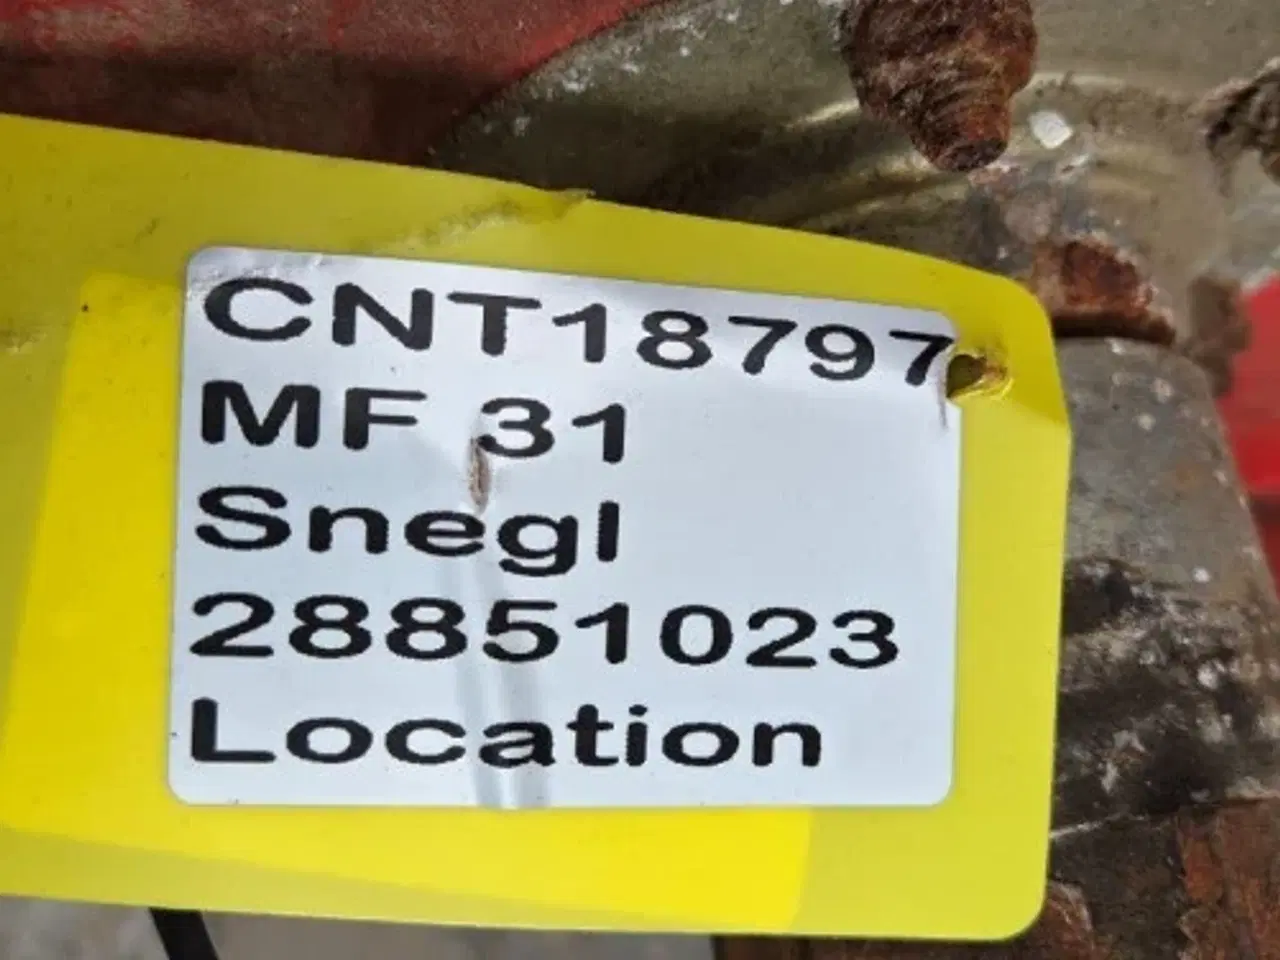 CNT18797
MF 31
Snegl
28851023
Location